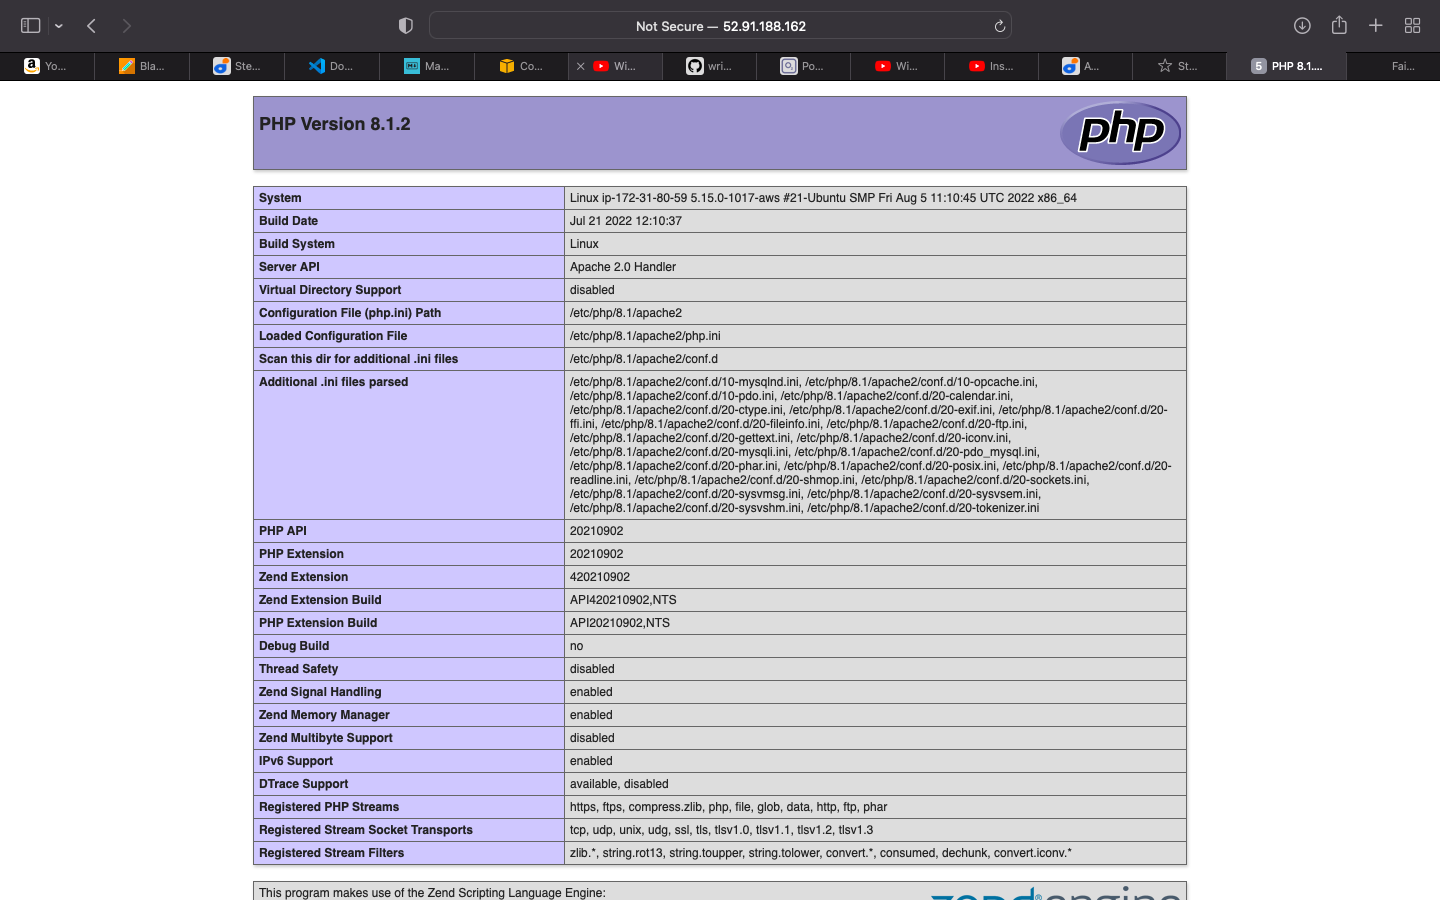 Not Secure — 52.91.188.162
Yo...
Bla...
Ste...
Do...
Ma...
Co...
Wi...
wri...
Po...
Wi...
Ins...
A...
St...
5 PHP 8.1....
Fai...
PHP Version 8.1.2
php
System Linux ip-172-31-80-59 5.15.0-1017-aws #21-Ubuntu SMP Fri Aug 5 11:10:45 UTC 2022 x86_64
Build Date Jul 21 2022 12:10:37
Build System Linux
Server API Apache 2.0 Handler
Virtual Directory Support disabled
Configuration File (php.ini) Path /etc/php/8.1/apache2
Loaded Configuration File /etc/php/8.1/apache2/php.ini
Scan this dir for additional .ini files /etc/php/8.1/apache2/conf.d
Additional .ini files parsed /etc/php/8.1/apache2/conf.d/10-mysqlnd.ini, /etc/php/8.1/apache2/conf.d/10-opcache.ini,
/etc/php/8.1/apache2/conf.d/10-pdo.ini, /etc/php/8.1/apache2/conf.d/20-calendar.ini,
/etc/php/8.1/apache2/conf.d/20-ctype.ini, /etc/php/8.1/apache2/conf.d/20-exif.ini, /etc/php/8.1/apache2/conf.d/20-
ffi.ini, /etc/php/8.1/apache2/conf.d/20-fileinfo.ini, /etc/php/8.1/apache2/conf.d/20-ftp.ini,
/etc/php/8.1/apache2/conf.d/20-gettext.ini, /etc/php/8.1/apache2/conf.d/20-iconv.ini,
/etc/php/8.1/apache2/conf.d/20-mysqli.ini, /etc/php/8.1/apache2/conf.d/20-pdo_mysql.ini,
/etc/php/8.1/apache2/conf.d/20-phar.ini, /etc/php/8.1/apache2/conf.d/20-posix.ini, /etc/php/8.1/apache2/conf.d/20-
readline.ini, /etc/php/8.1/apache2/conf.d/20-shmop.ini, /etc/php/8.1/apache2/conf.d/20-sockets.ini,
/etc/php/8.1/apache2/conf.d/20-sysvmsg.ini, /etc/php/8.1/apache2/conf.d/20-sysvsem.ini,
/etc/php/8.1/apache2/conf.d/20-sysvshm.ini, /etc/php/8.1/apache2/conf.d/20-tokenizer.ini
PHP API 20210902
PHP Extension 20210902
Zend Extension 420210902
Zend Extension Build API420210902,NTS
PHP Extension Build API20210902,NTS
Debug Build no
Thread Safety disabled
Zend Signal Handling enabled
Zend Memory Manager enabled
Zend Multibyte Support disabled
IPv6 Support enabled
DTrace Support available, disabled
Registered PHP Streams https, ftps, compress.zlib, php, file, glob, data, http, ftp, phar
Registered Stream Socket Transports tcp, udp, unix, udg, ssl, tls, tlsv1.0, tlsv1.1, tlsv1.2, tlsv1.3
Registered Stream Filters zlib.*, string.rot13, string.toupper, string.tolower, convert.*, consumed, dechunk, convert.iconv.*
This program makes use of the Zend Scripting Language Engine:
zend engine